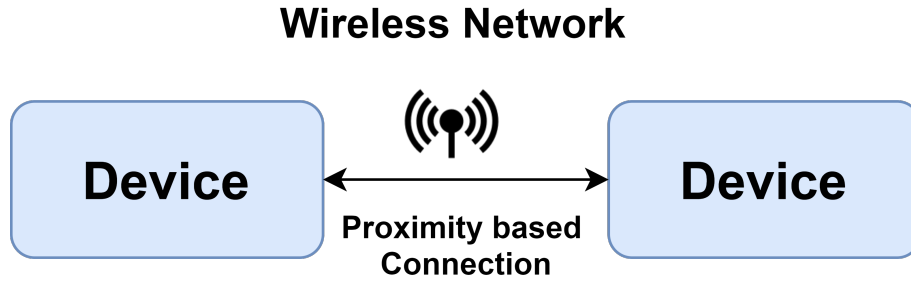 Wireless Network
Device
Device
Proximity based
Connection